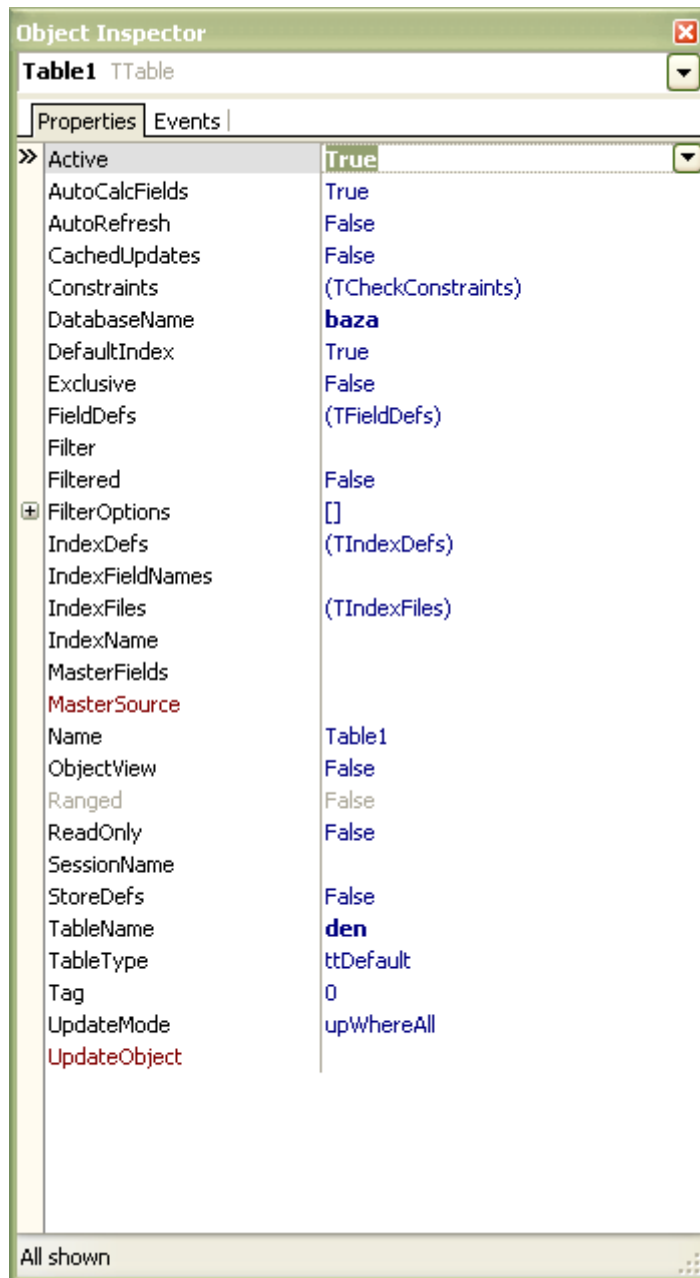 Object Inspector
Table1 TTable
Properties Events
Active True
AutoCalcFields True
AutoRefresh False
CachedUpdates False
Constraints (TCheckConstraints)
DatabaseName baza
DefaultIndex True
Exclusive False
FieldDefs (TFieldDefs)
Filter
Filtered False
FilterOptions []
IndexDefs (TIndexDefs)
IndexFieldNames
IndexFiles (TIndexFiles)
IndexName
MasterFields
MasterSource
Name Table1
ObjectView False
Ranged False
ReadOnly False
SessionName
StoreDefs False
TableName den
TableType ttDefault
Tag 0
UpdateMode upWhereAll
UpdateObject
All shown